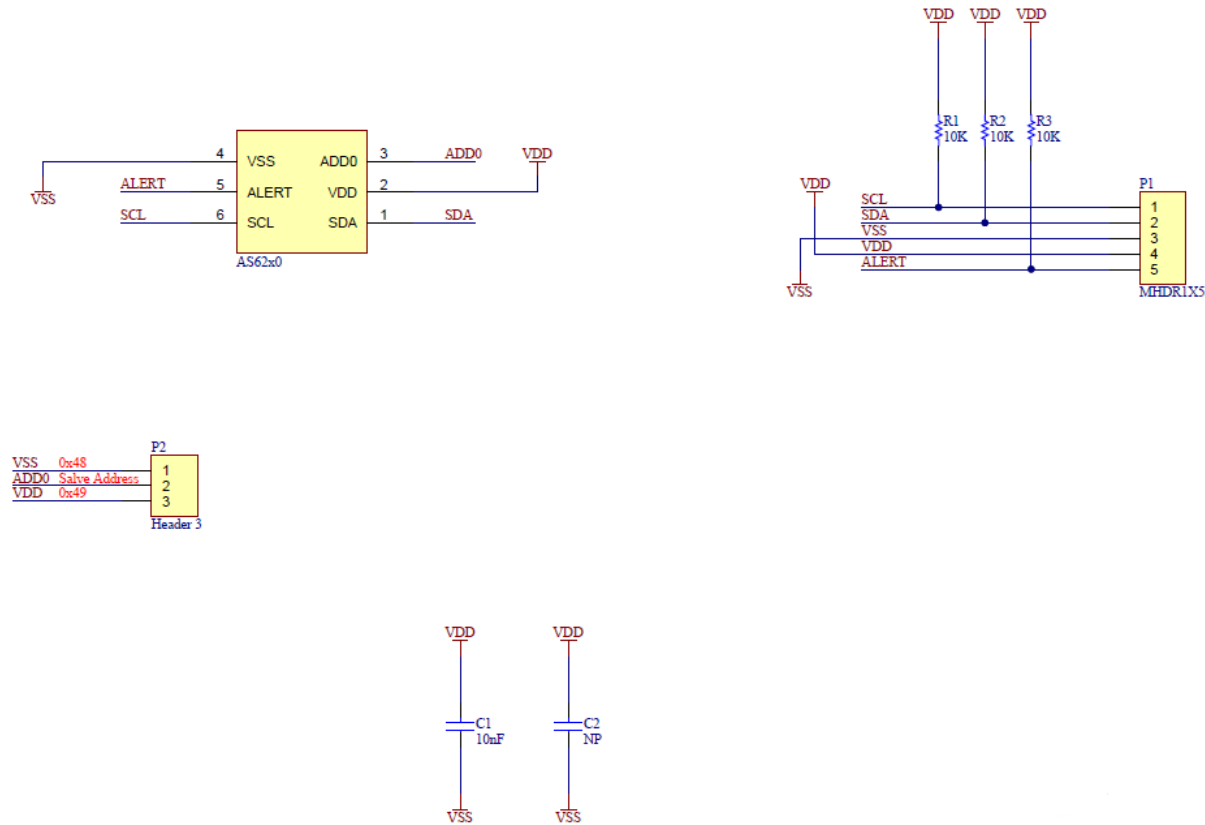 VDD VDD VDD
R1 R2 R3
10K 10K 10K
4 VSS ADD0 3 ADD0 VDD
VSS
ALERT 5 ALERT VDD 2
SCL 6 SCL SDA 1 SDA
AS62x0
VDD
P1
SCL 1
SDA 2
VSS 3
VDD 4
ALERT 5
VSS
MHDR1X5
P2
VSS 0x48 1
ADD0 Salve Address 2
VDD 0x49 3
Header 3
VDD VDD
C1 C2
10nF NP
VSS VSS